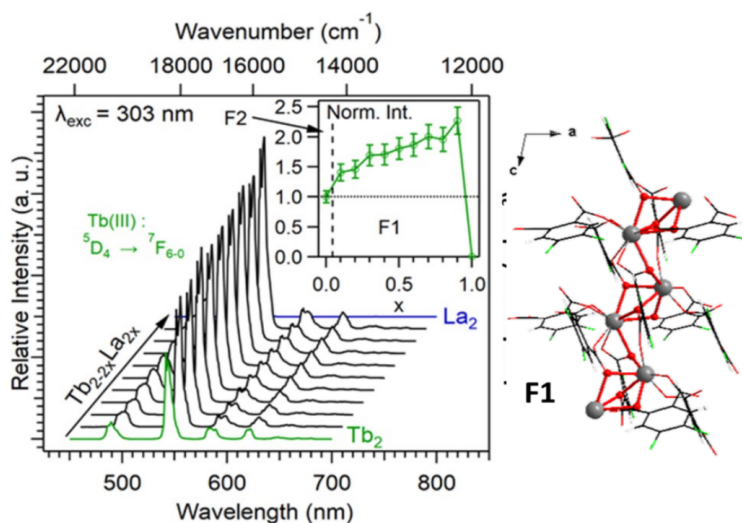 Wavenumber (cm⁻¹)
22000 18000 16000 14000 12000
λexc = 303 nm
F2
Norm. Int.
2.5
2.0
1.5
1.0
0.5
0.0
F1
0.0 0.5 1.0
x
Tb(III) :
⁵D₄ → ⁷F₆₋₀
Relative Intensity (a. u.)
Tb₂₋₂ₓLa₂ₓ
La₂
Tb₂
500 600 700 800
Wavelength (nm)
a
c
F1